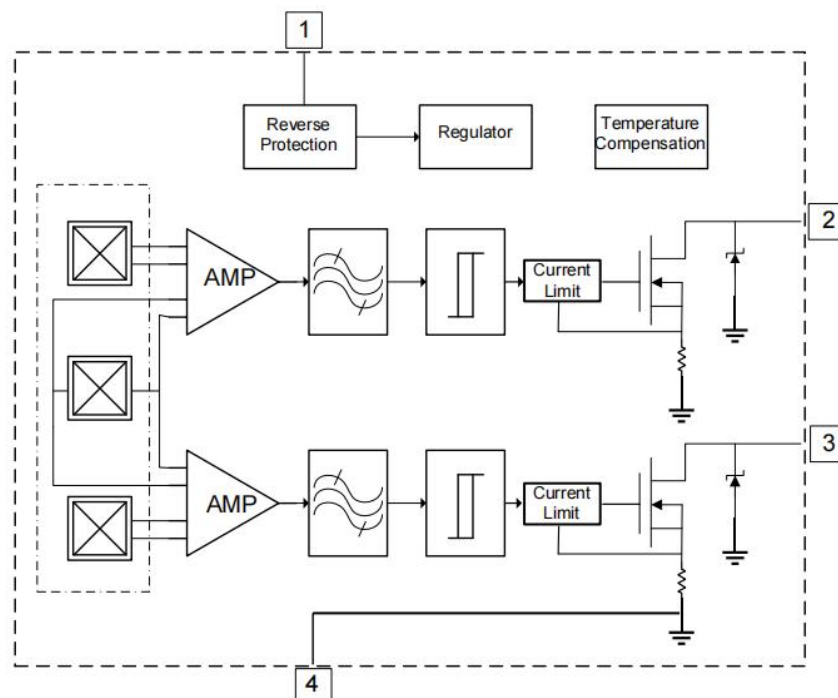 1
Reverse
Protection
Regulator
Temperature
Compensation
2
AMP
Current
Limit
3
AMP
Current
Limit
4